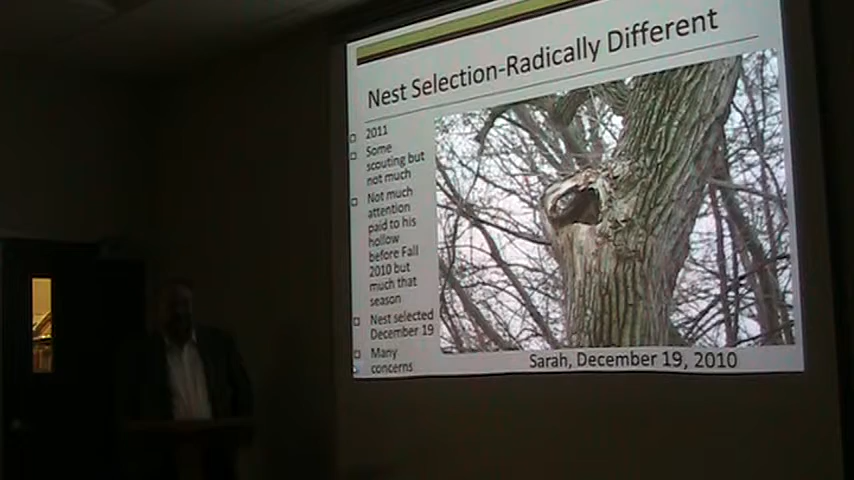 Nest Selection-Radically Different
2011
Some
scouting but
not much
Not much
attention
paid to his
hollow
before Fall
2010 but
much that
season
Nest selected
December 19
Many
concerns
Sarah, December 19, 2010